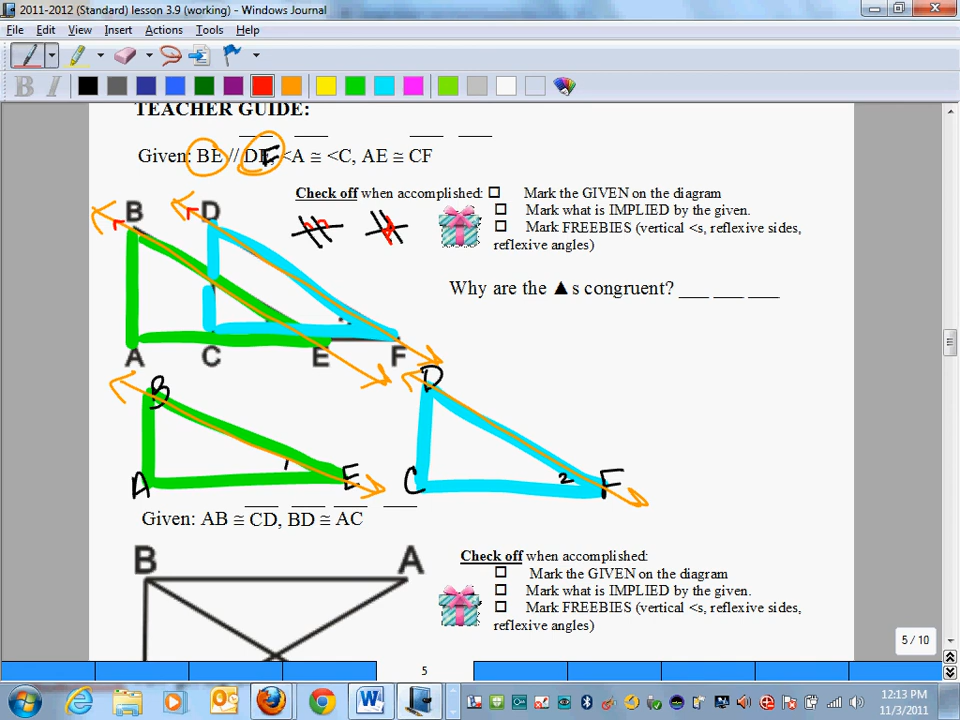 2011-2012 (Standard) lesson 3.9 (working) - Windows Journal
File Edit View Insert Actions Tools Help
B I
TEACHER GUIDE:
Given: BE // DF, <A ≅ <C, AE ≅ CF
Check off when accomplished: Mark the GIVEN on the diagram
Mark what is IMPLIED by the given.
Mark FREEBIES (vertical <s, reflexive sides,
reflexive angles)
B D
Why are the ▲s congruent? ___ ___ ___
A C E F
B D
1 2
A E C F
Given: AB ≅ CD, BD ≅ AC
B A
Check off when accomplished:
Mark the GIVEN on the diagram
Mark what is IMPLIED by the given.
Mark FREEBIES (vertical <s, reflexive sides,
reflexive angles)
5 / 10
5
12:13 PM
11/3/2011